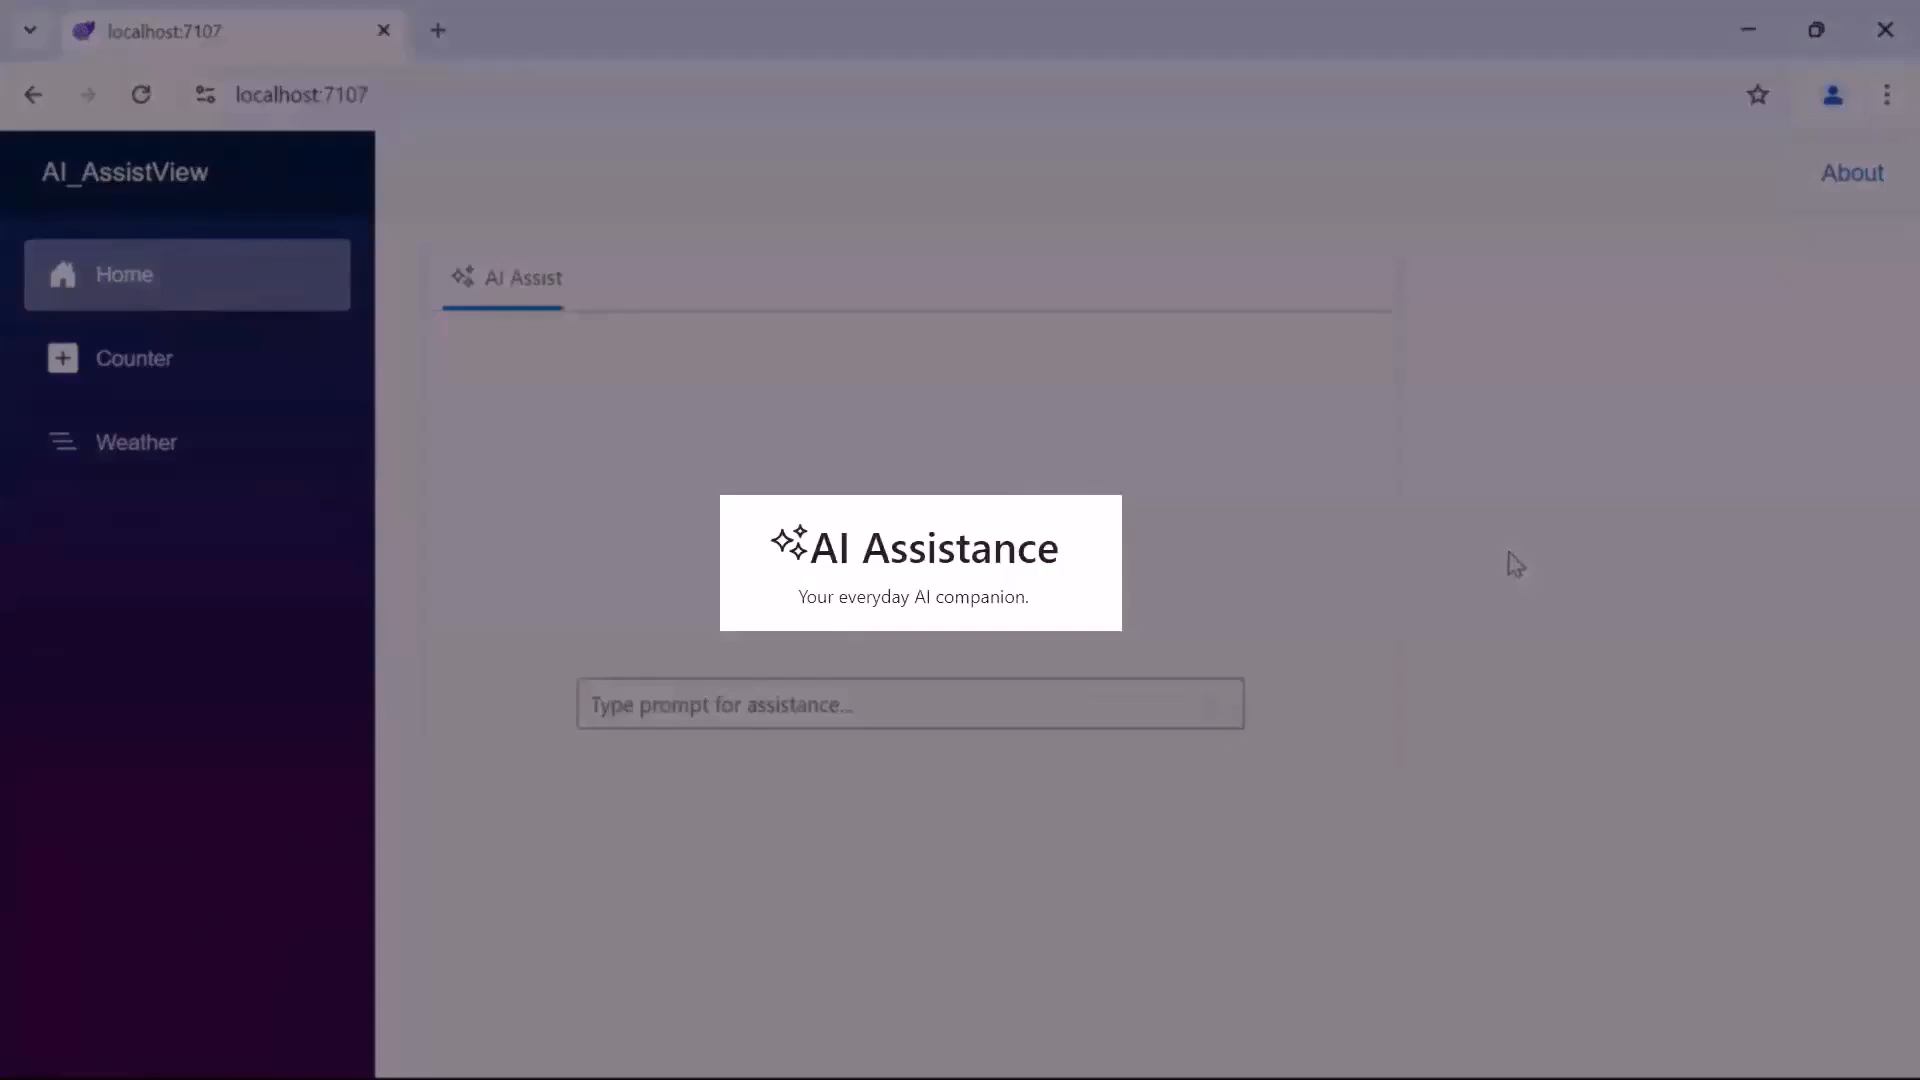 localhost:7107
localhost:7107
AI_AssistView
About
Home
AI Assist
Counter
Weather
AI Assistance
Your everyday AI companion.
Type prompt for assistance...